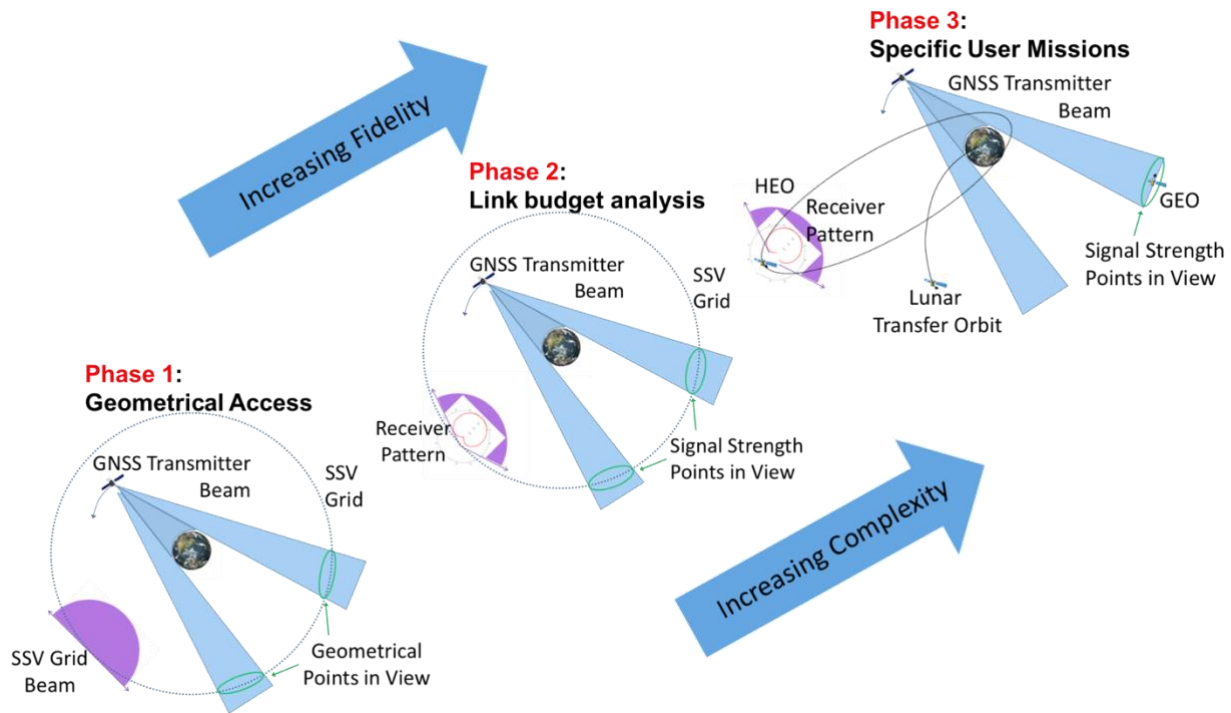 Phase 3:
Specific User Missions
GNSS Transmitter
Beam
HEO
Receiver
Pattern
GEO
Signal Strength
Points in View
Lunar
Transfer Orbit
Increasing Fidelity
Phase 2:
Link budget analysis
GNSS Transmitter
Beam
SSV
Grid
Receiver
Pattern
Signal Strength
Points in View
Phase 1:
Geometrical Access
GNSS Transmitter
Beam
SSV
Grid
SSV Grid
Beam
Geometrical
Points in View
Increasing Complexity